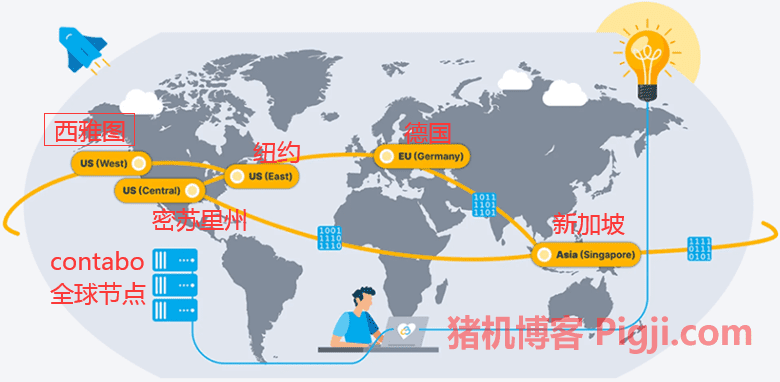 西雅图
US (West)
纽约
US (East)
德国
EU (Germany)
US (Central)
密苏里州
1011
1101
1101
新加坡
Asia (Singapore)
1001
1110
1110
1111
0111
0101
contabo
全球节点
猪机博客-Pigji.com